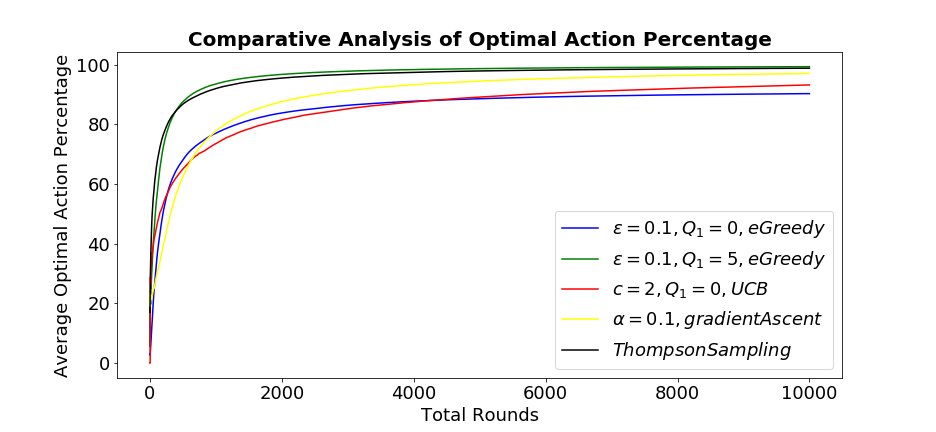 Comparative Analysis of Optimal Action Percentage
Average Optimal Action Percentage
100
80
60
40
20
0
0 2000 4000 6000 8000 10000
Total Rounds
ε = 0.1, Q₁ = 0, eGreedy
ε = 0.1, Q₁ = 5, eGreedy
c = 2, Q₁ = 0, UCB
α = 0.1, gradientAscent
ThompsonSampling